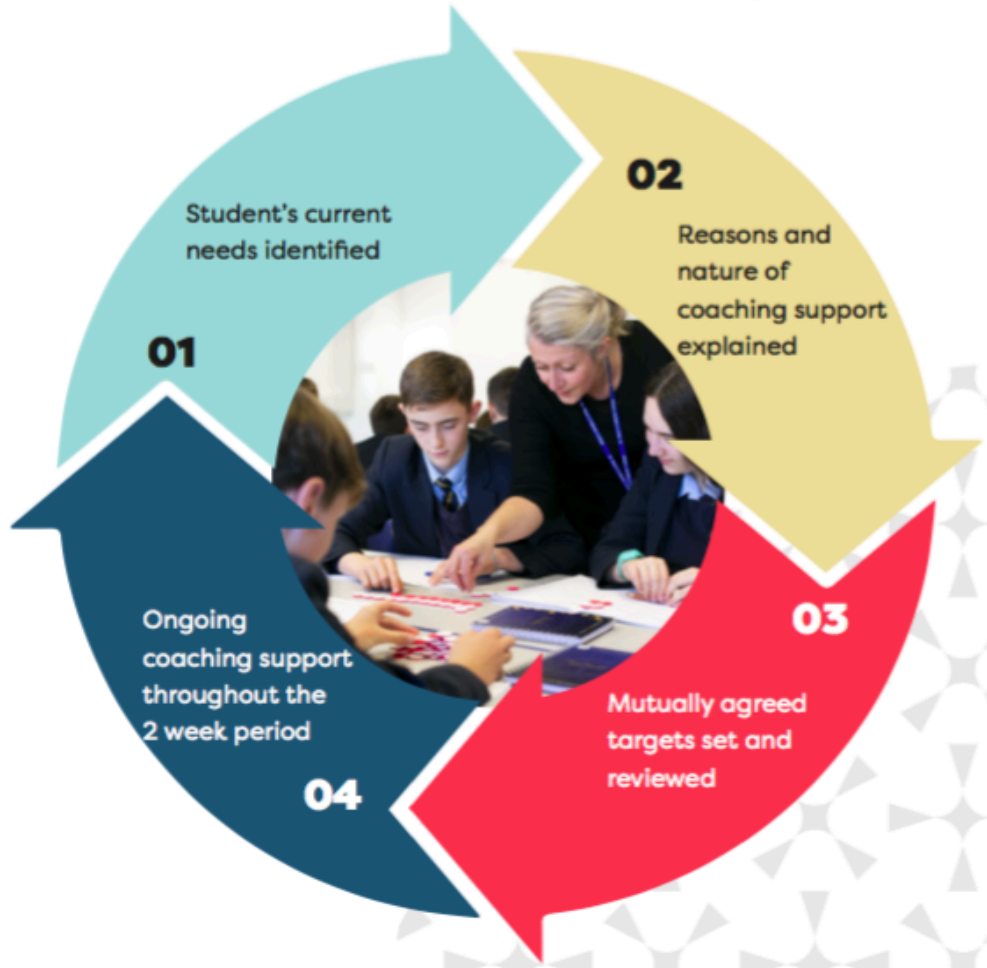 01
Student's current
needs identified
02
Reasons and
nature of
coaching support
explained
03
Mutually agreed
targets set and
reviewed
04
Ongoing
coaching support
throughout the
2 week period